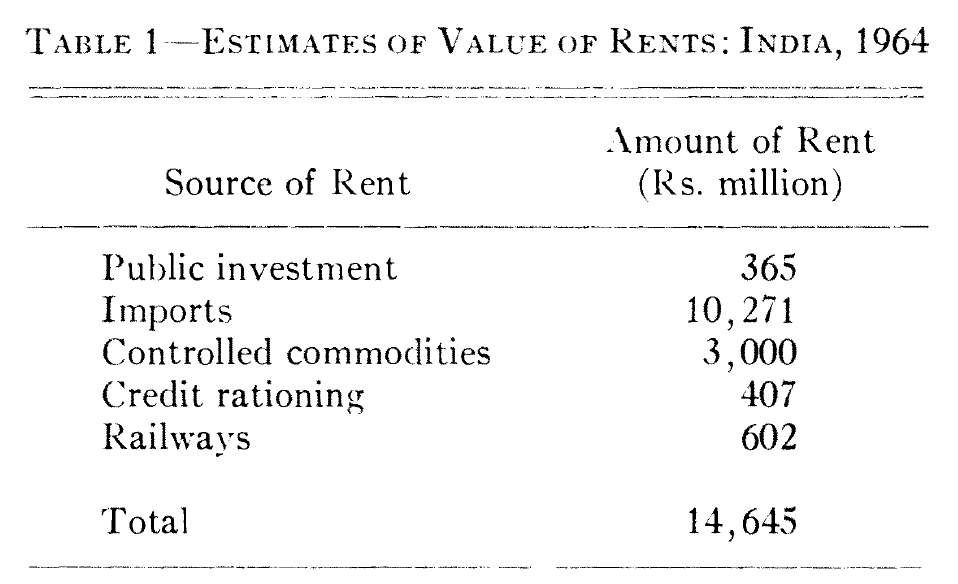 TABLE 1—ESTIMATES OF VALUE OF RENTS: INDIA, 1964
Amount of Rent
Source of Rent (Rs. million)
Public investment 365
Imports 10,271
Controlled commodities 3,000
Credit rationing 407
Railways 602
Total 14,645